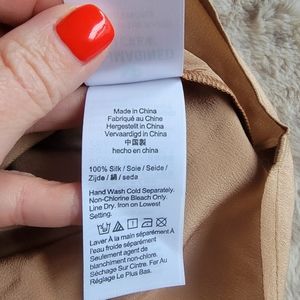 Made in China
Fabriqué au China
Hergestellt in China
Vervaardigd in China
中国製
hecho en china
100% Silk / Soie / Seide /
Zijde / 絹 / seda
Hand Wash Cold Separately.
Non-Chlorine Bleach Only.
Line Dry. Iron on Lowest
Setting.
Laver À la main séparément À
l'eau froide séparément
Seulement agent de
blanchiment non-chlore.
Séchage Sur Cintre. Fer Au
Réglage Le Plus Bas.